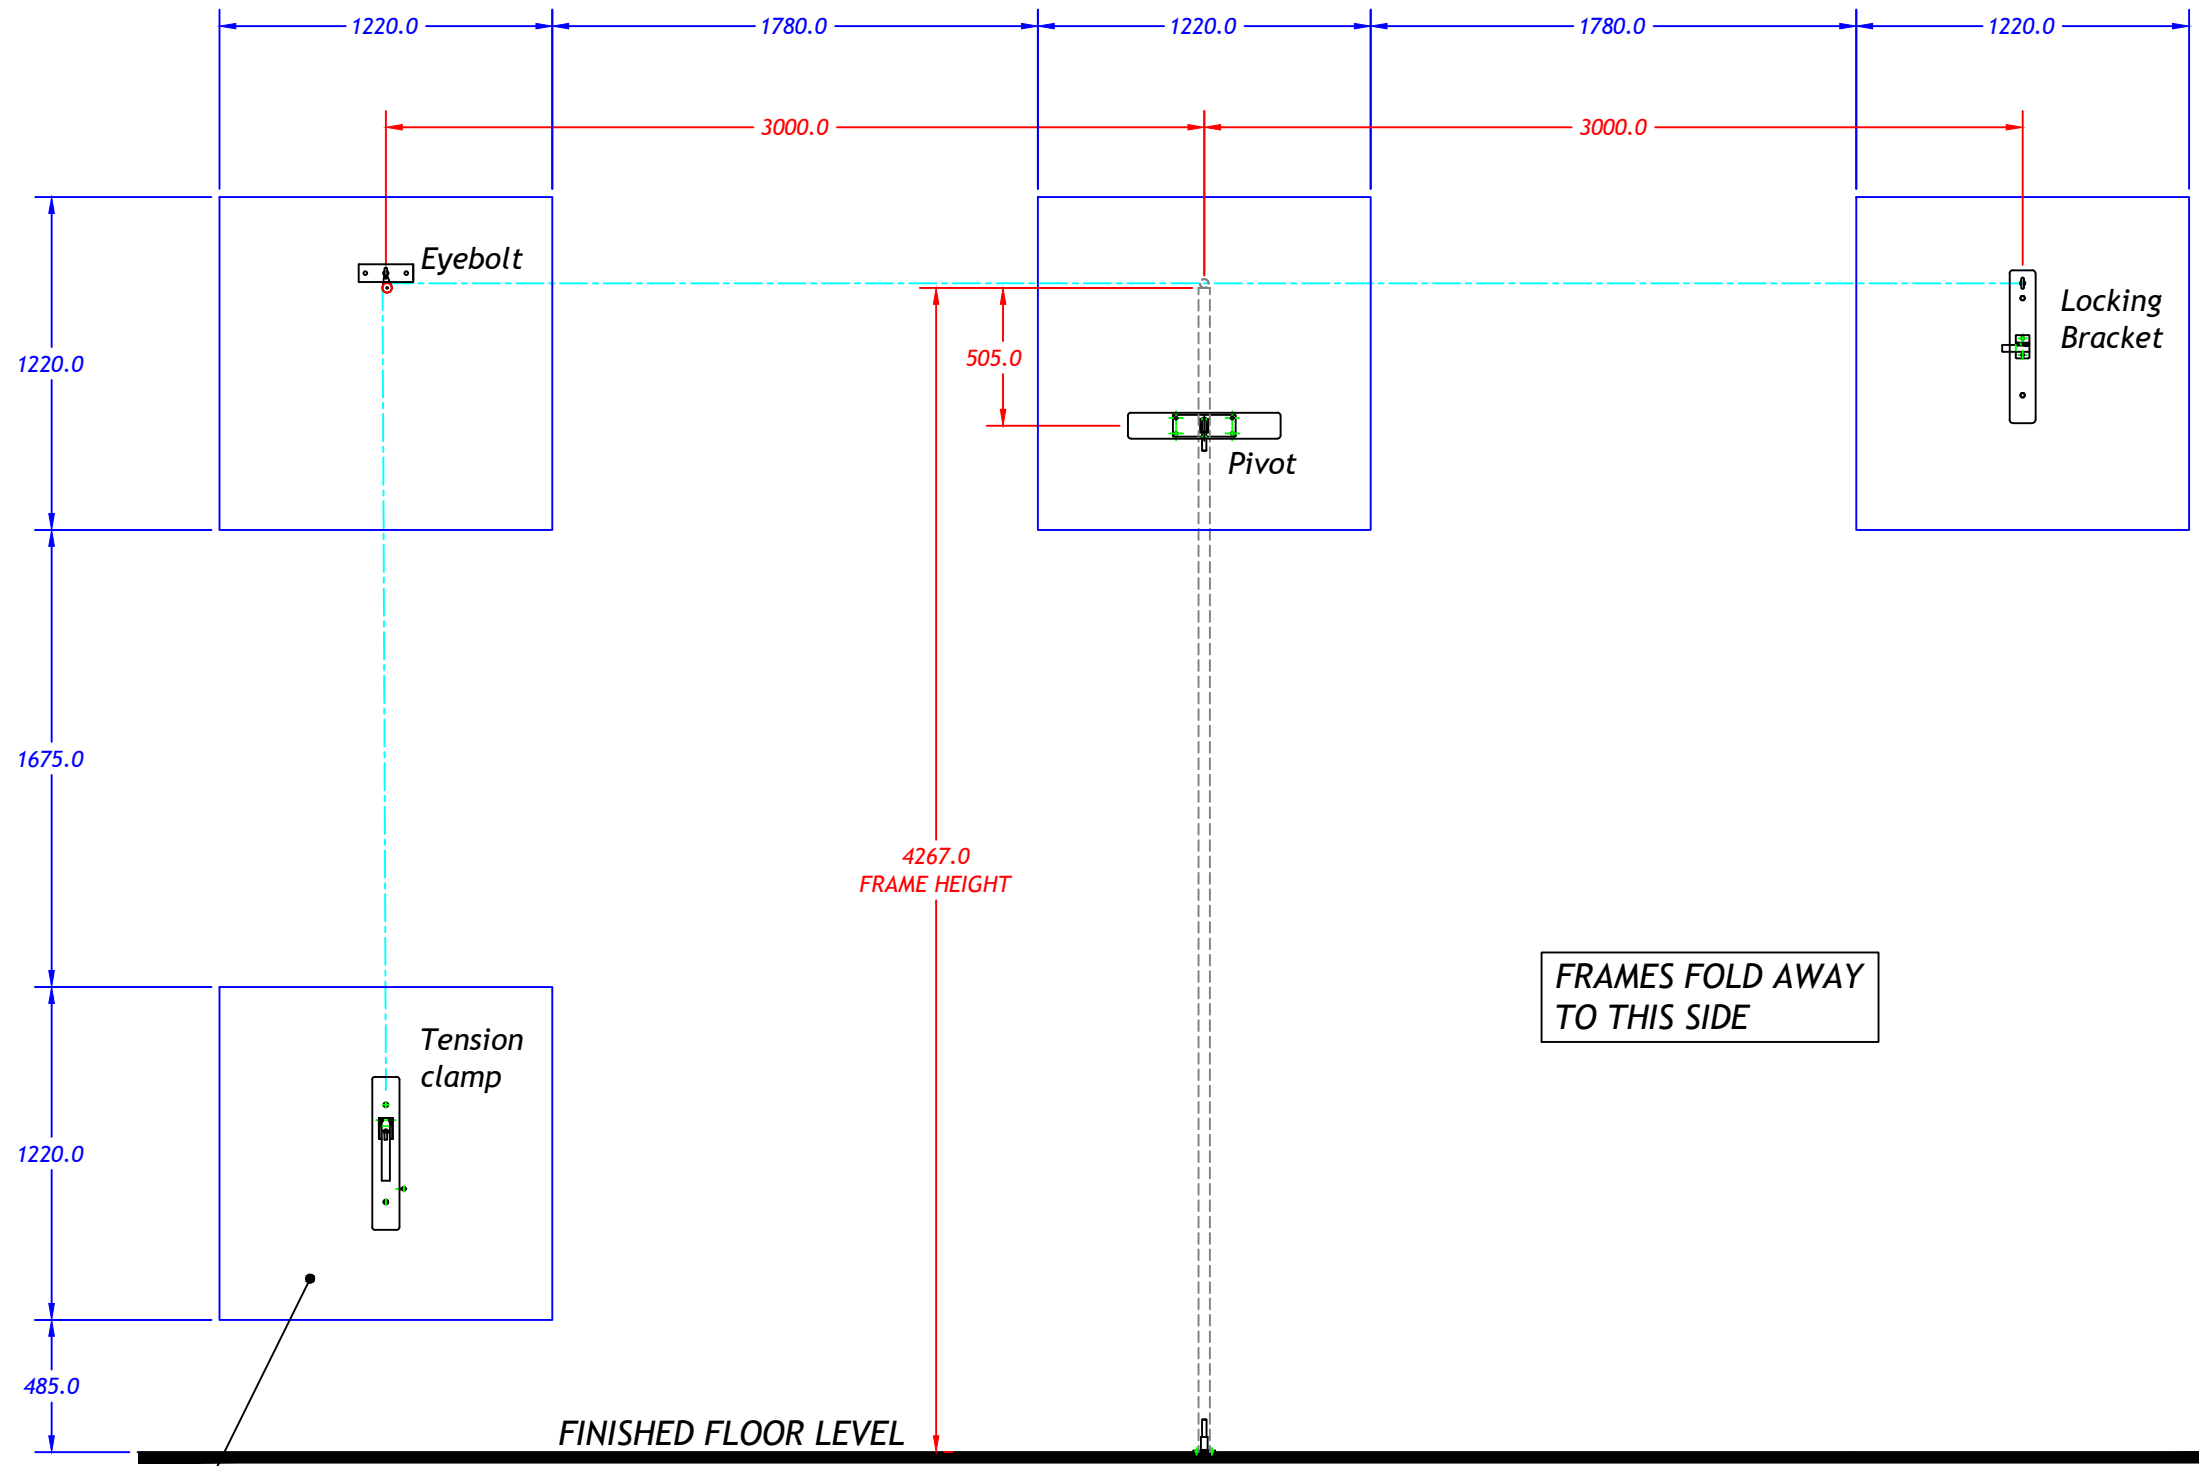 1220.0
1780.0
1220.0
1780.0
1220.0
3000.0
3000.0
Eyebolt
Locking
Bracket
1220.0
505.0
Pivot
1675.0
4267.0
FRAME HEIGHT
FRAMES FOLD AWAY
TO THIS SIDE
Tension
clamp
1220.0
485.0
FINISHED FLOOR LEVEL